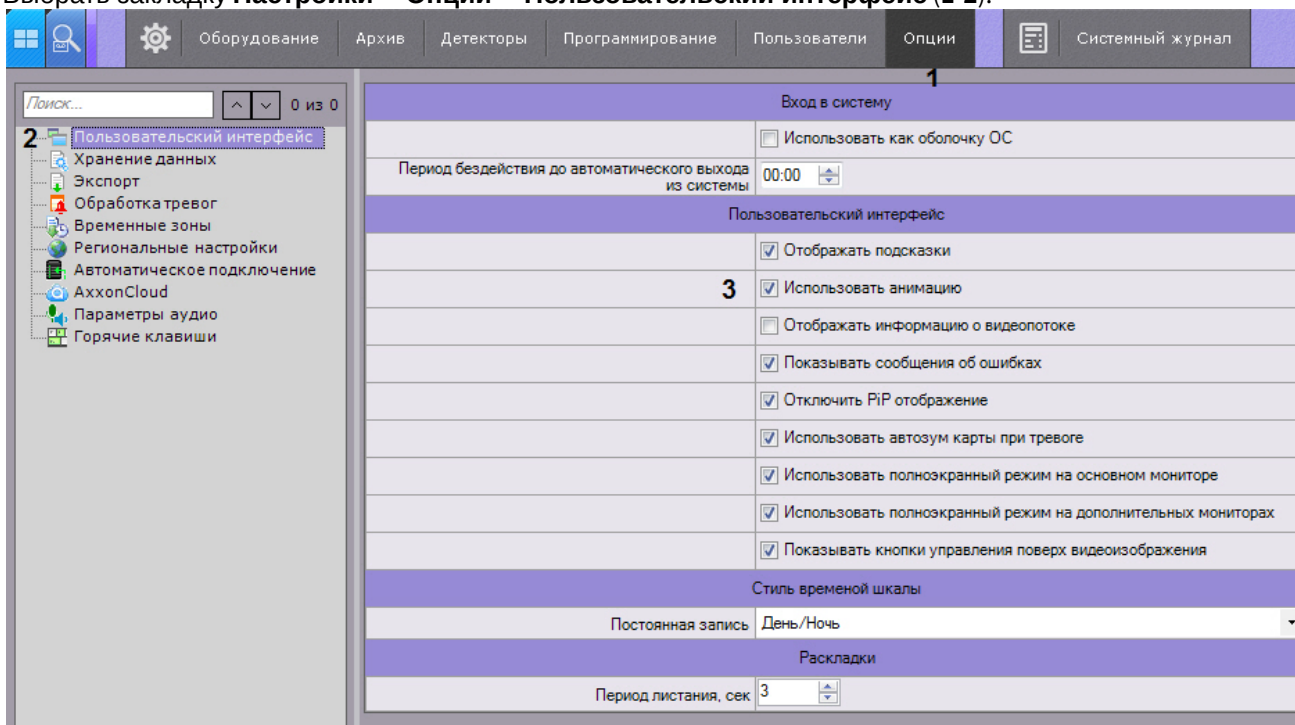 Выбрать закладку Настройки – Опции – Пользовательский интерфейс (1-2).
Оборудование Архив Детекторы Программирование Пользователи Опции Системный журнал
1
Поиск... 0 из 0
2 Пользовательский интерфейс
Хранение данных
Экспорт
Обработка тревог
Временные зоны
Региональные настройки
Автоматическое подключение
AxxonCloud
Параметры аудио
Горячие клавиши
Вход в систему
Использовать как оболочку ОС
Период бездействия до автоматического выхода
из системы
00:00
Пользовательский интерфейс
Отображать подсказки
3 Использовать анимацию
Отображать информацию о видеопотоке
Показывать сообщения об ошибках
Отключить PiP отображение
Использовать автозум карты при тревоге
Использовать полноэкранный режим на основном мониторе
Использовать полноэкранный режим на дополнительных мониторах
Показывать кнопки управления поверх видеоизображения
Стиль временой шкалы
Постоянная запись День/Ночь
Раскладки
Период листания, сек 3